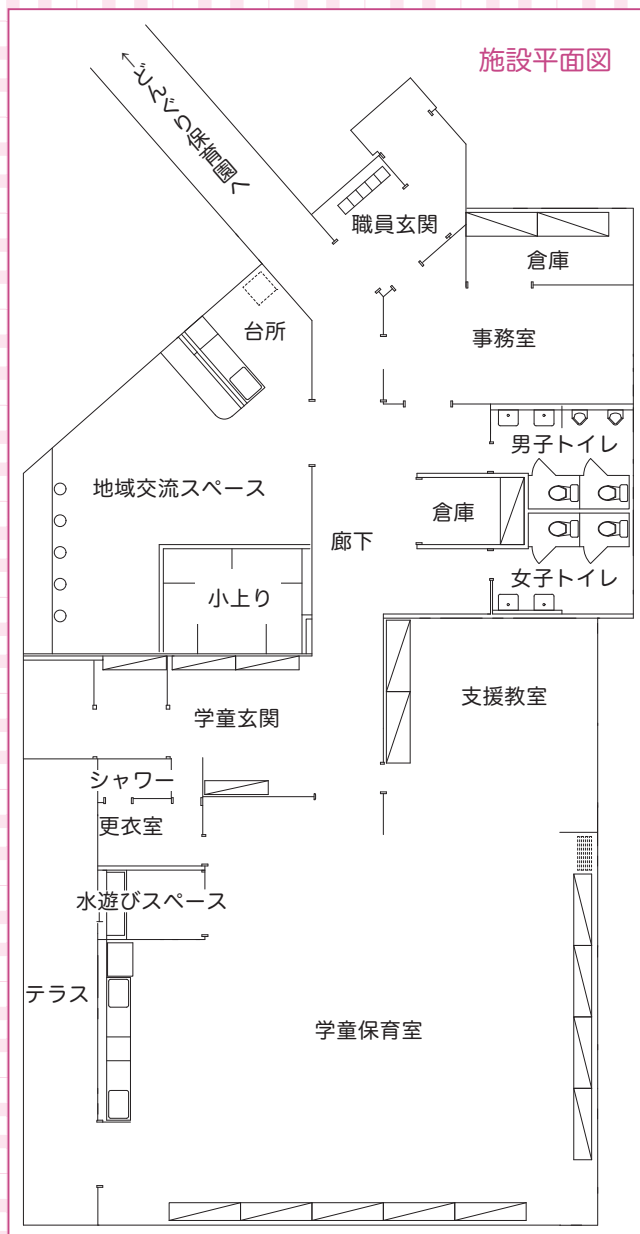 施設平面図
←どんぐり保育園へ
職員玄関
倉庫
台所
事務室
男子トイレ
地域交流スペース
倉庫
廊下
女子トイレ
小上り
支援教室
学童玄関
シャワー
更衣室
水遊びスペース
テラス
学童保育室